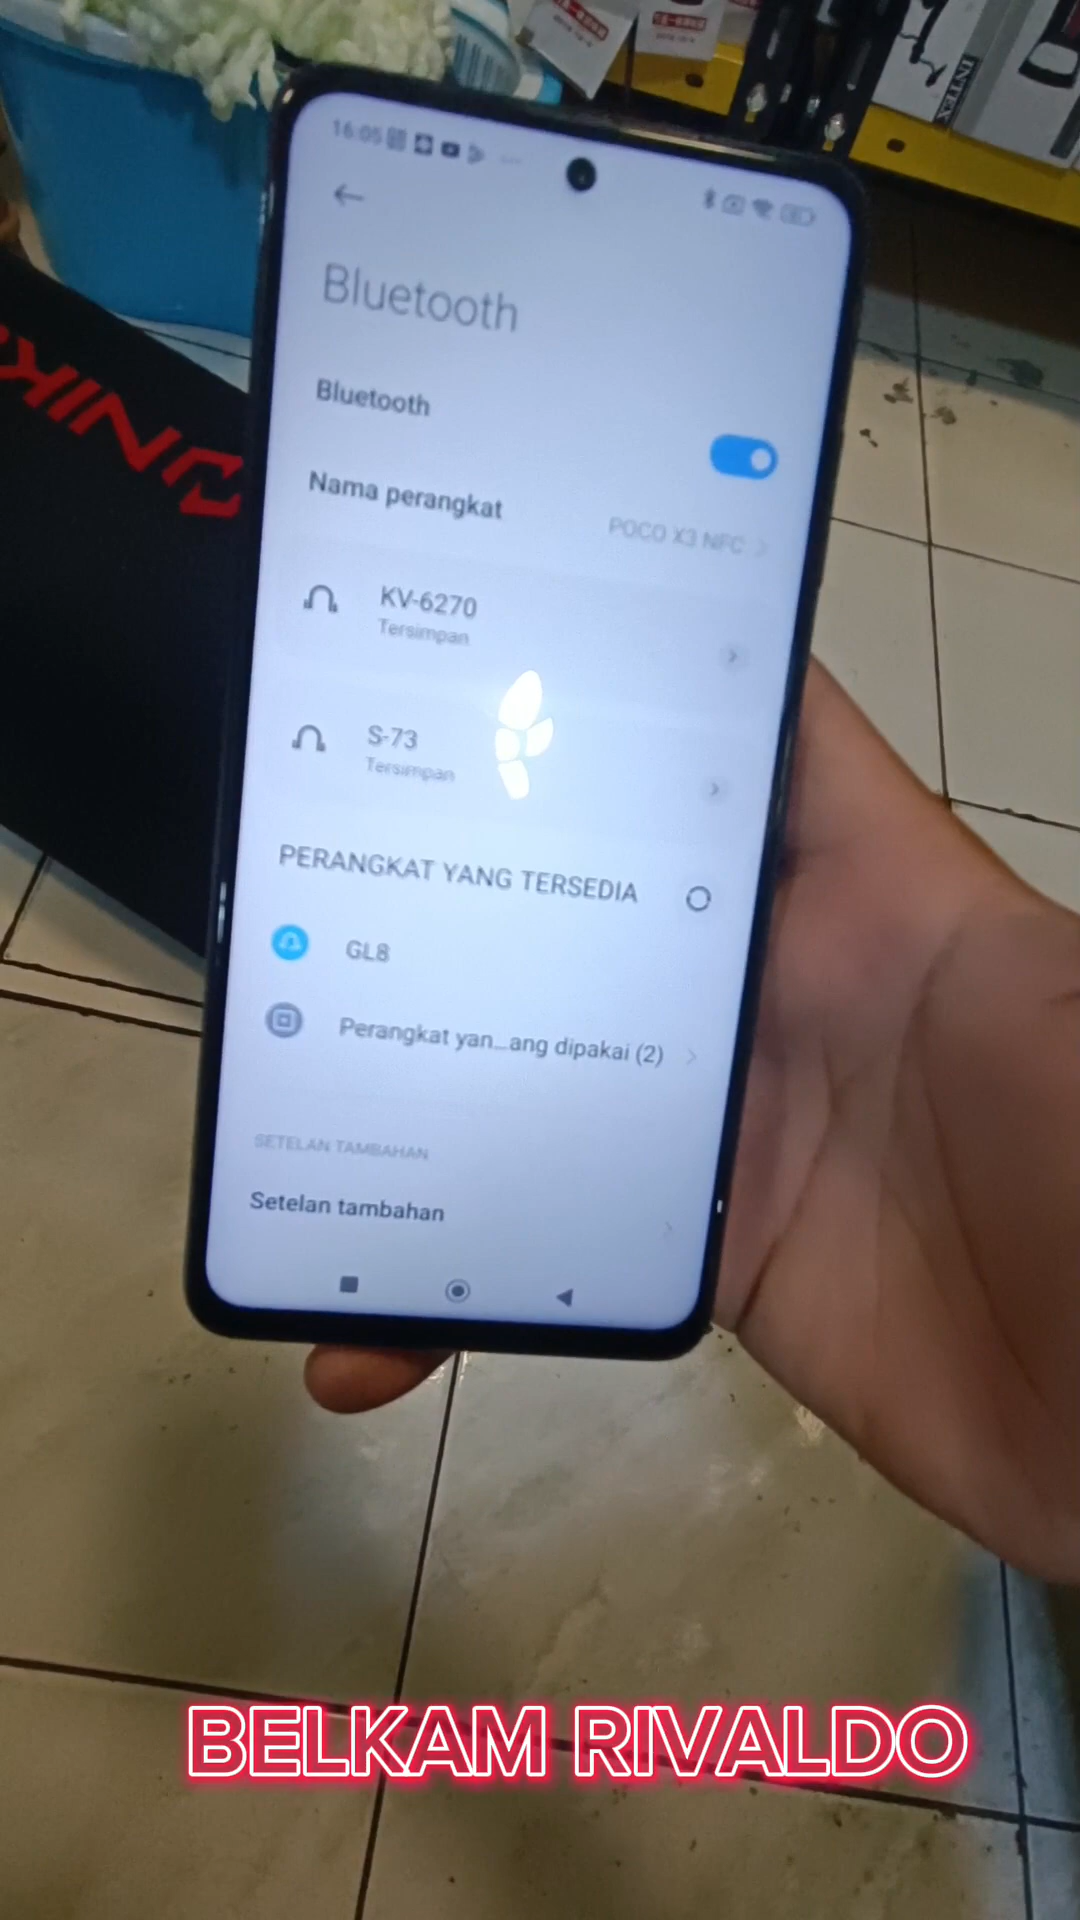 16:05
Bluetooth
Bluetooth
Nama perangkat
POCO X3 NFC
KV-6270
Tersimpan
S-73
Tersimpan
PERANGKAT YANG TERSEDIA
GL8
Perangkat yan...ang dipakai (2)
SETELAN TAMBAHAN
Setelan tambahan
INTEX
BELKAM RIVALDO